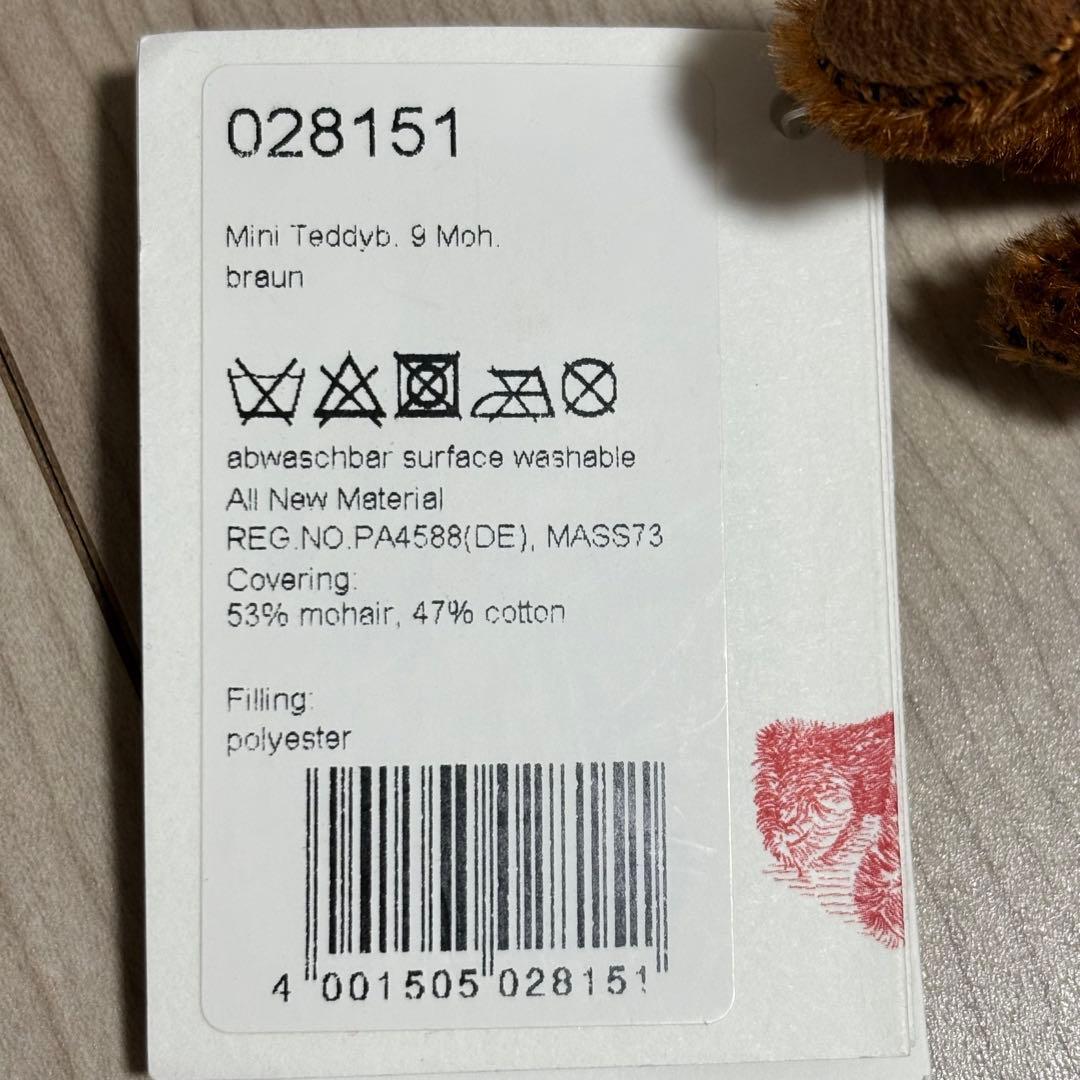 028151
Mini Teddyb. 9 Moh.
braun
abwaschbar surface washable
All New Material
REG.NO.PA4588(DE), MASS73
Covering:
53% mohair, 47% cotton
Filling:
polyester
4 001505 028151